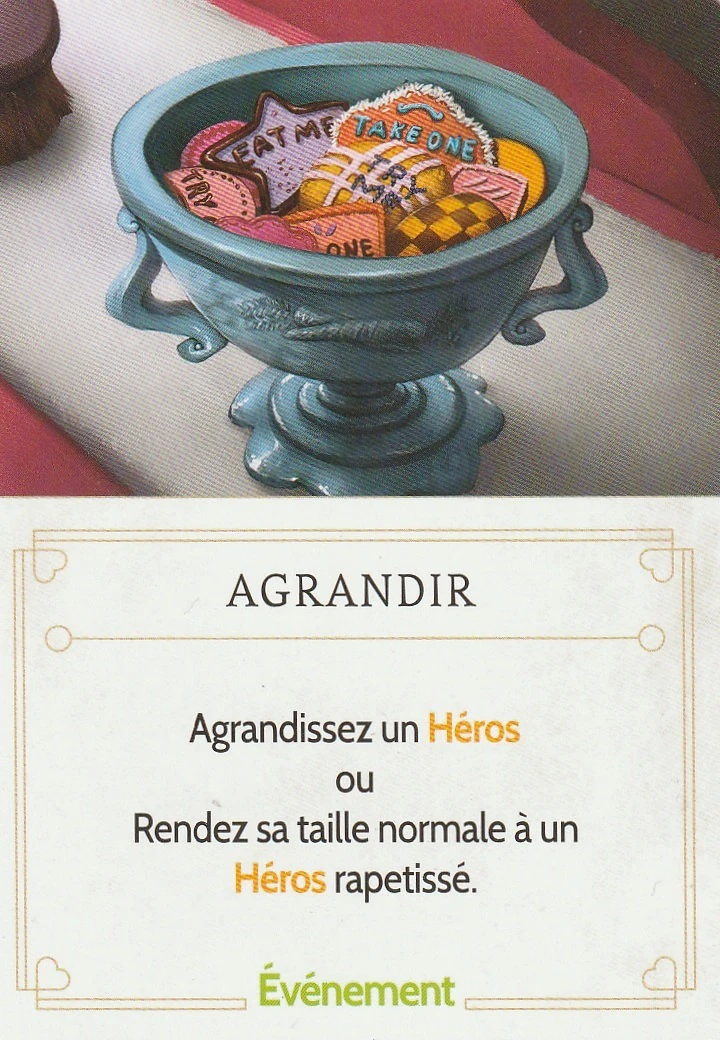 EAT ME
TAKE ONE
TRY
TRY
ONE
AGRANDIR
Agrandissez un Héros
ou
Rendez sa taille normale à un
Héros rapetissé.
Événement